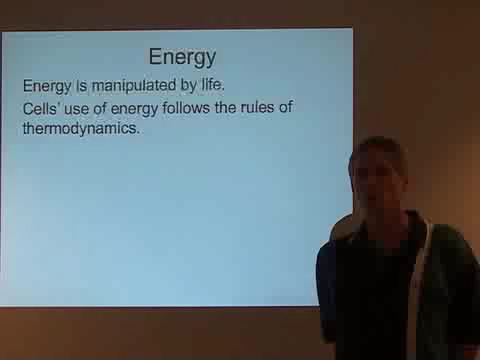 Energy
Energy is manipulated by life.
Cells' use of energy follows the rules of
thermodynamics.